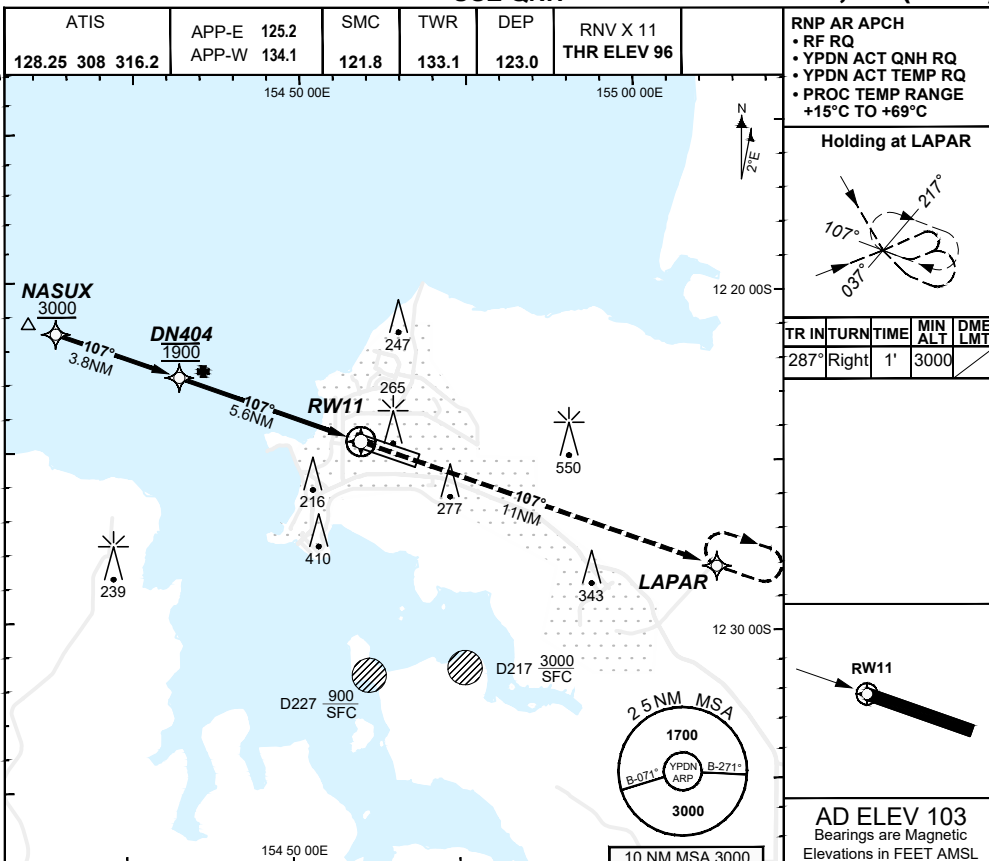 ATIS
128.25 308 316.2
APP-E 125.2
APP-W 134.1
SMC
121.8
TWR
133.1
DEP
123.0
RNV X 11
THR ELEV 96
RNP AR APCH
• RF RQ
• YPDN ACT QNH RQ
• YPDN ACT TEMP RQ
• PROC TEMP RANGE
+15°C TO +69°C
154 50 00E
155 00 00E
N
2°E
Holding at LAPAR
217°
107°
037°
TR IN TURN TIME MIN ALT DME LMT
287° Right 1' 3000
NASUX
3000
107°
3.8NM
DN404
1900
107°
5.6NM
RW11
12 20 00S
247
265
550
216
277
410
239
107°
11NM
LAPAR
343
12 30 00S
D217 3000
SFC
D227 900
SFC
25NM MSA
1700
B-071°
YPDN
ARP
B-271°
3000
10 NM MSA 3000
154 50 00E
RW11
AD ELEV 103
Bearings are Magnetic
Elevations in FEET AMSL